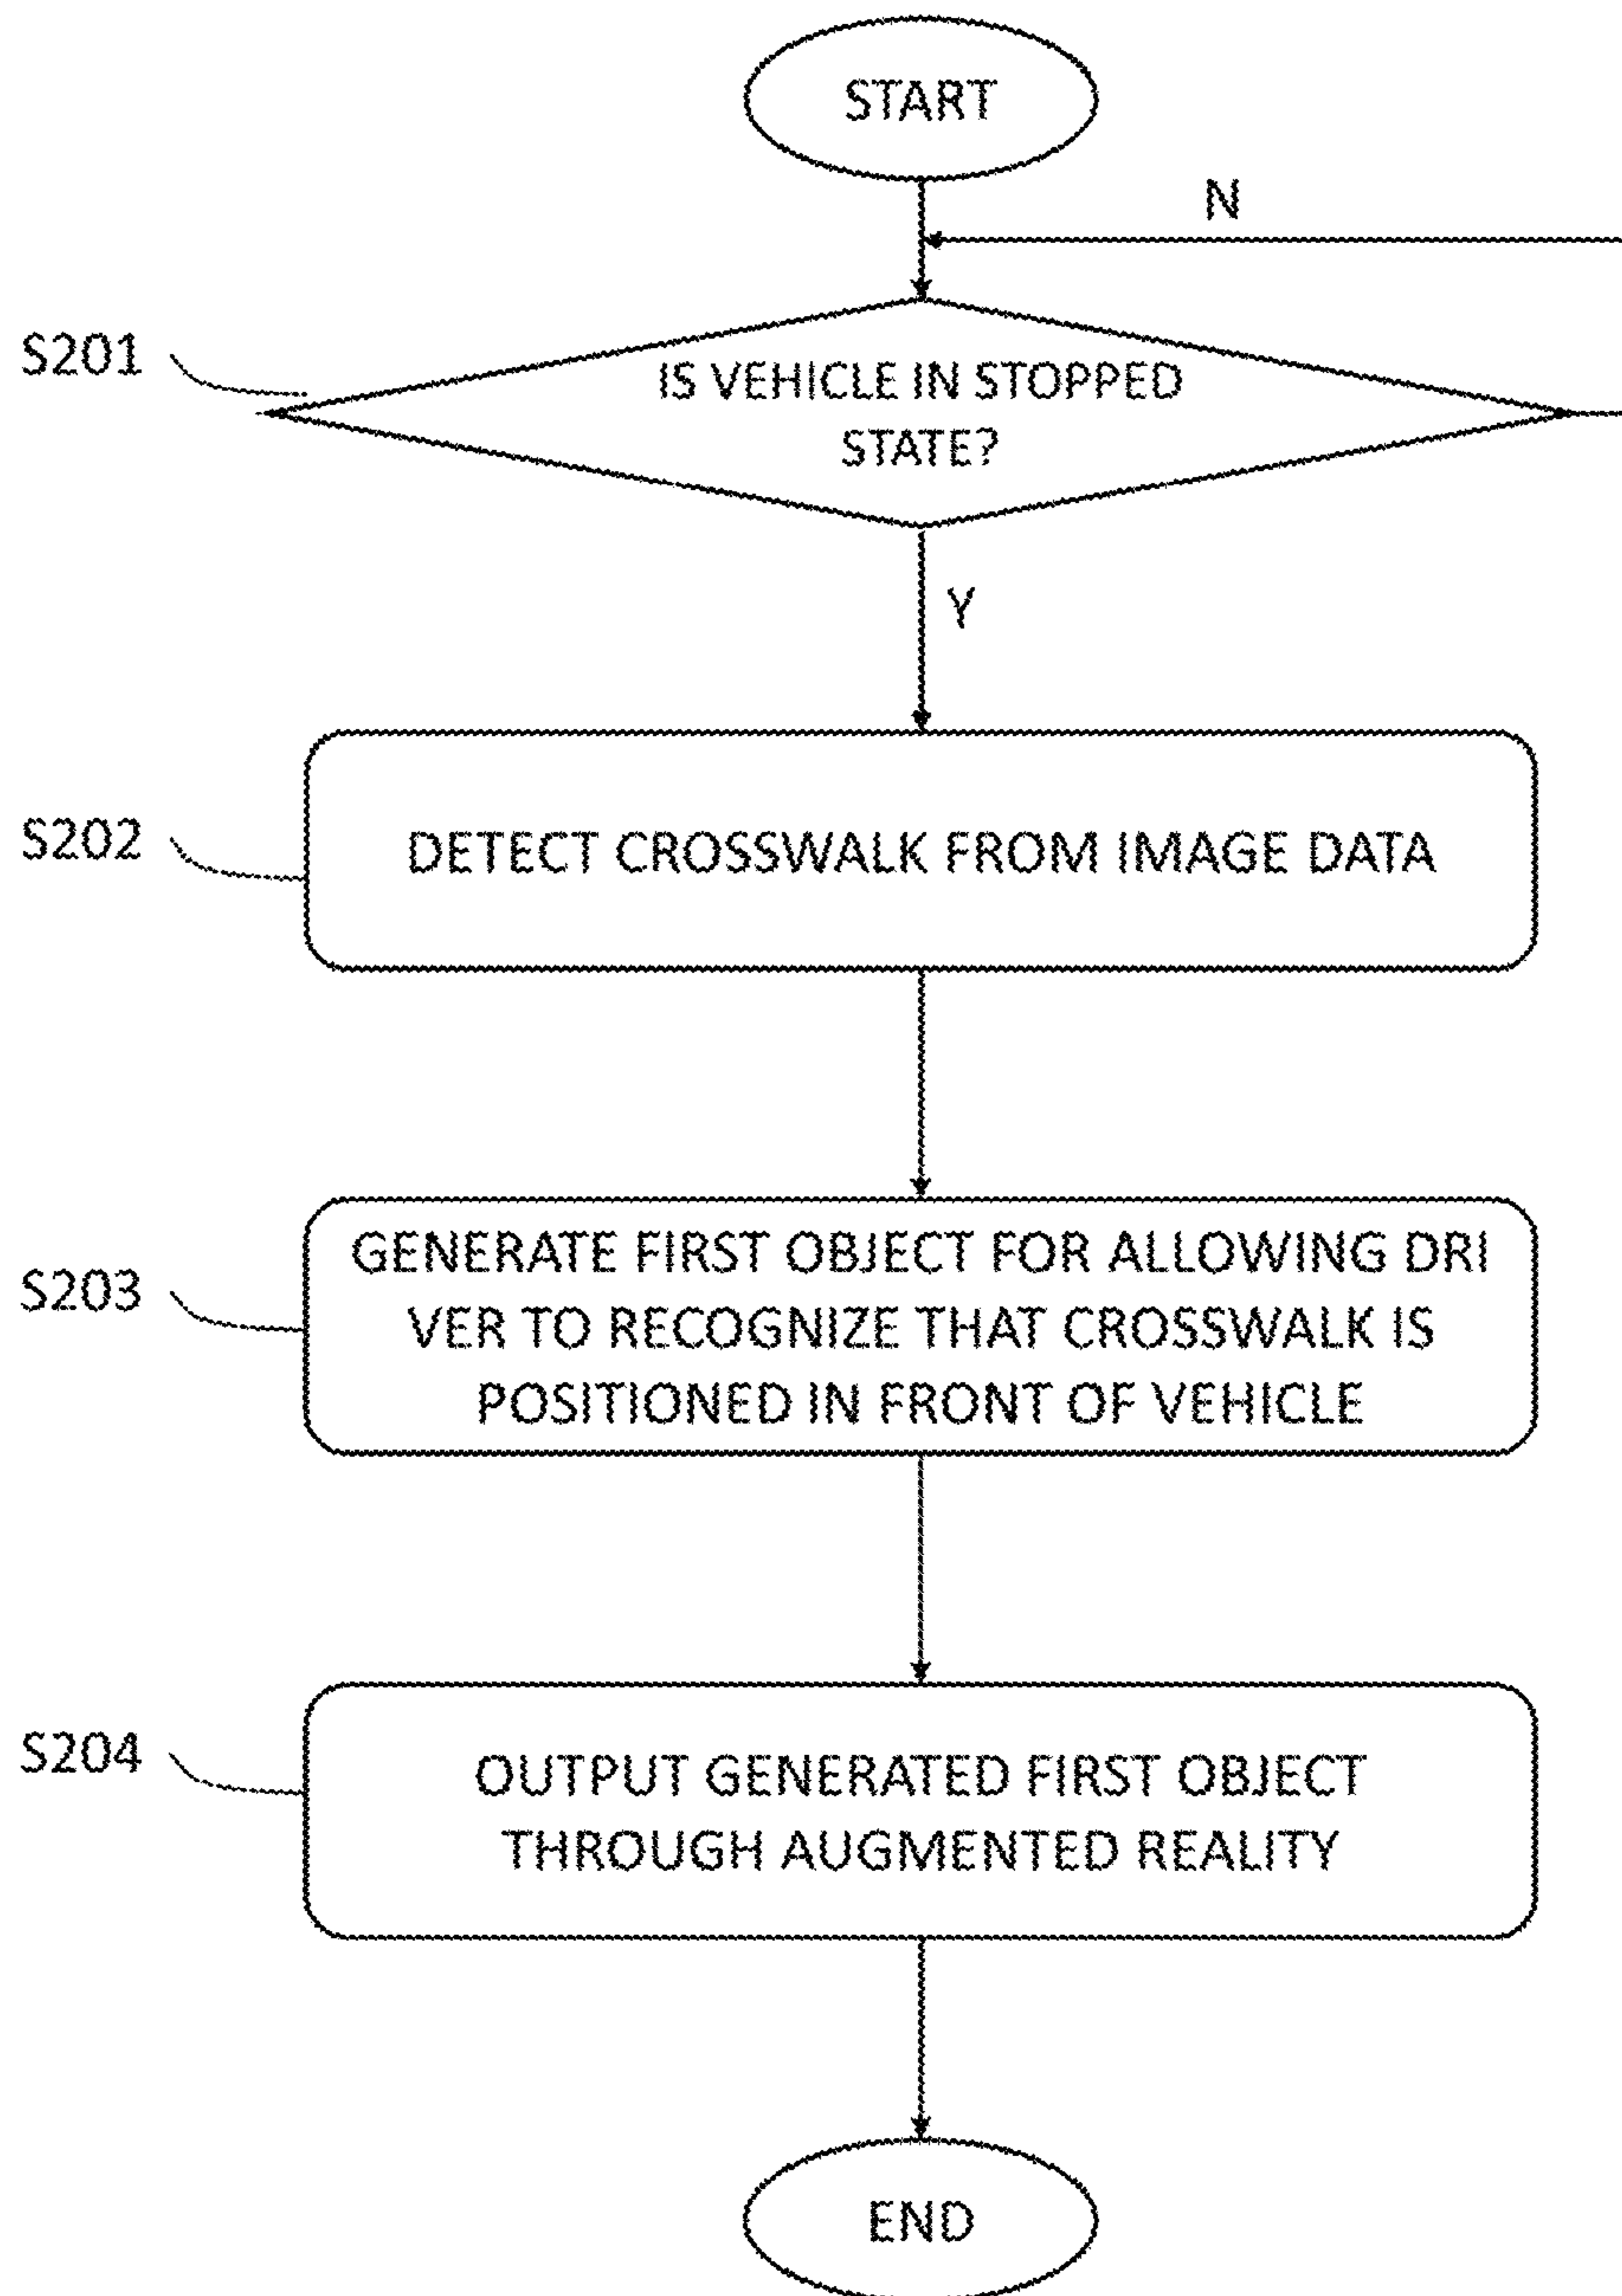 START
N
S201
IS VEHICLE IN STOPPED
STATE?
Y
S202
DETECT CROSSWALK FROM IMAGE DATA
S203
GENERATE FIRST OBJECT FOR ALLOWING DRI
VER TO RECOGNIZE THAT CROSSWALK IS
POSITIONED IN FRONT OF VEHICLE
S204
OUTPUT GENERATED FIRST OBJECT
THROUGH AUGMENTED REALITY
END